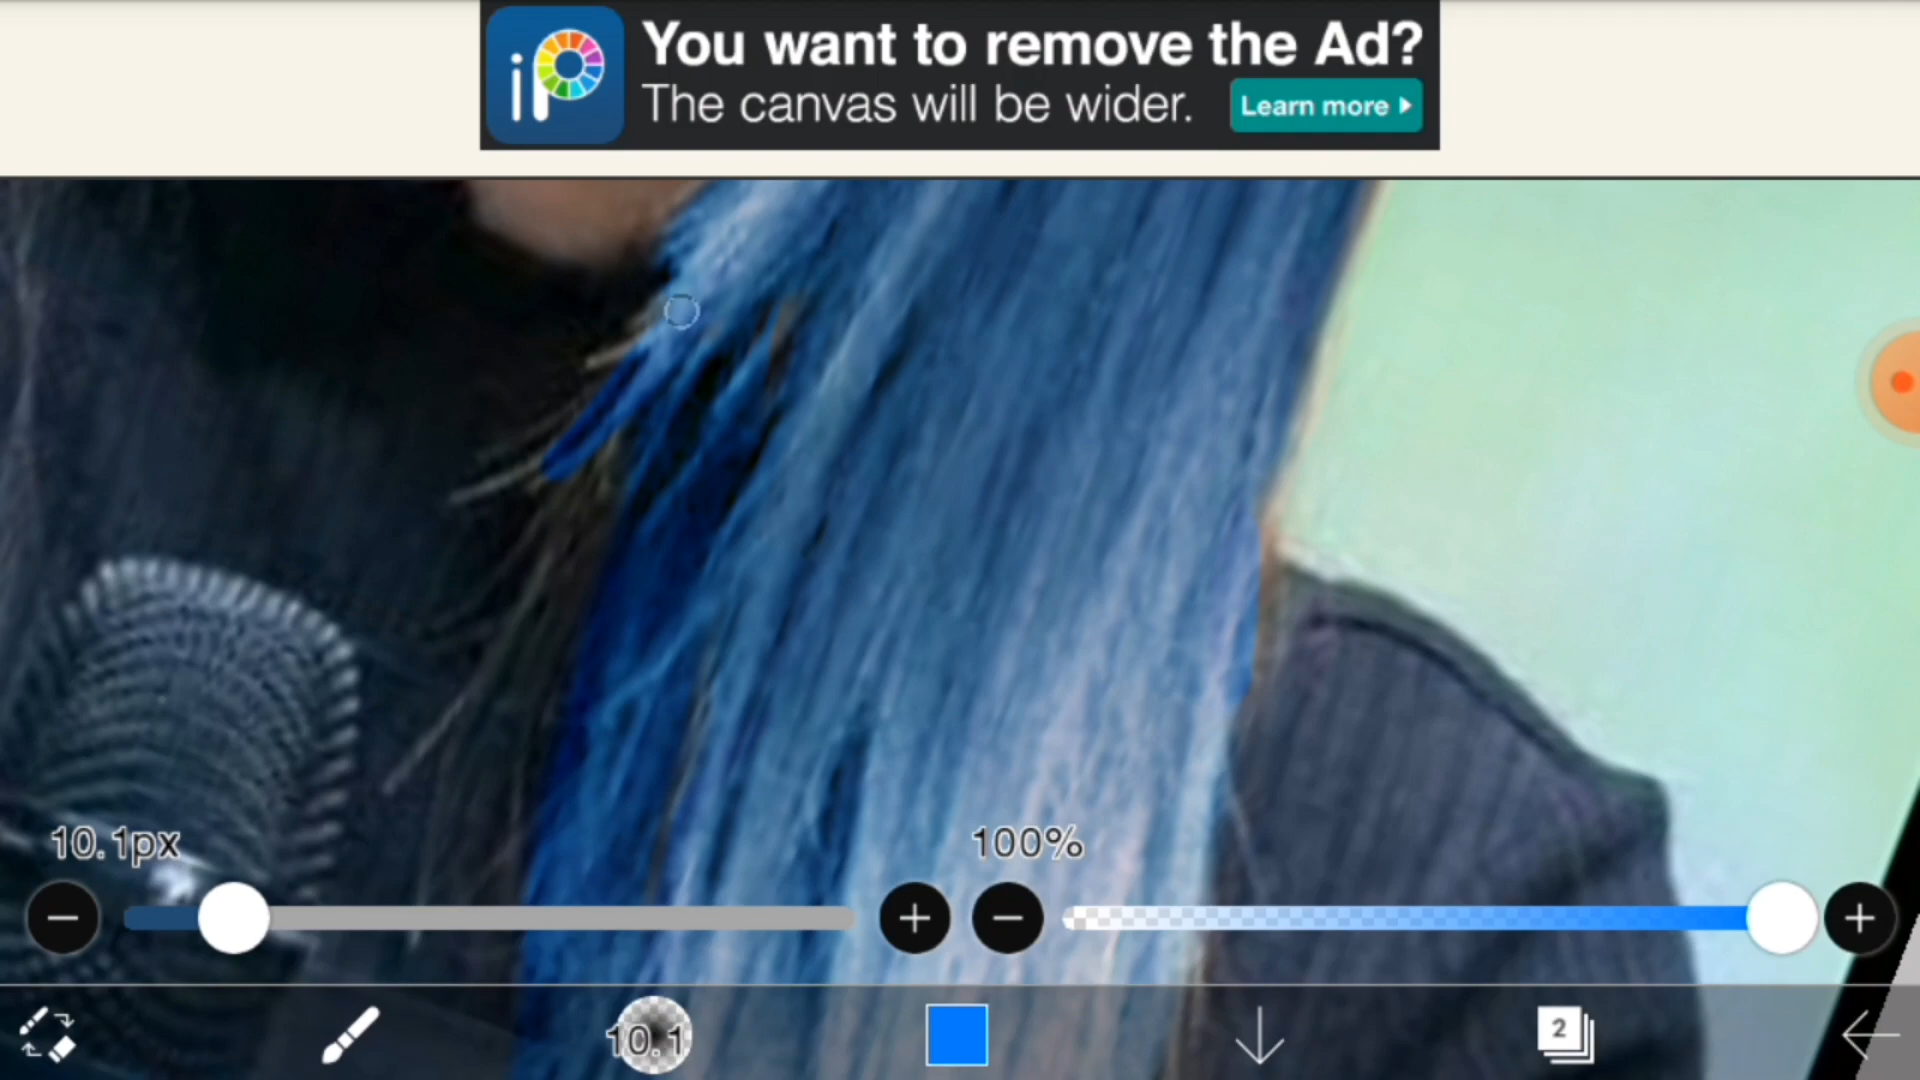 iP
You want to remove the Ad?
The canvas will be wider.
Learn more
10.1px
100%
10.1
2